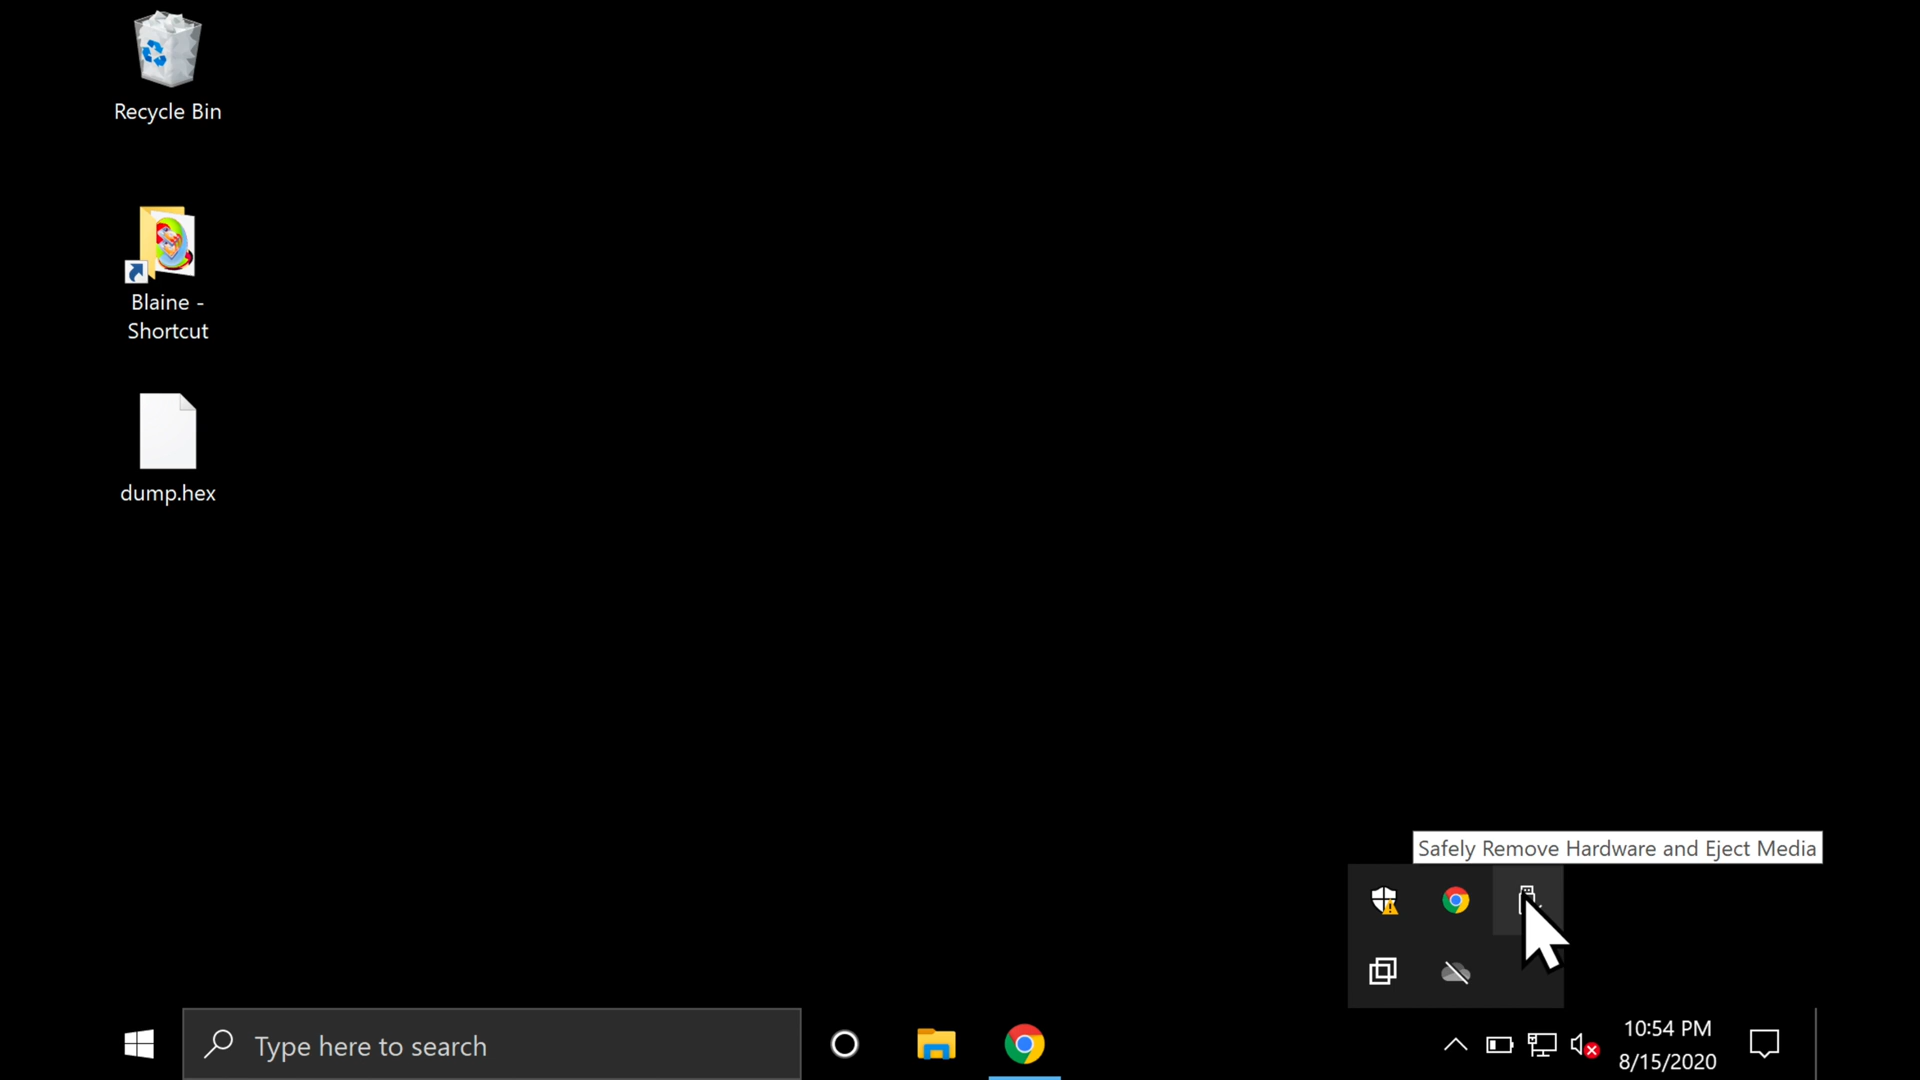 Recycle Bin
Blaine -
Shortcut
dump.hex
Safely Remove Hardware and Eject Media
Type here to search
10:54 PM
8/15/2020